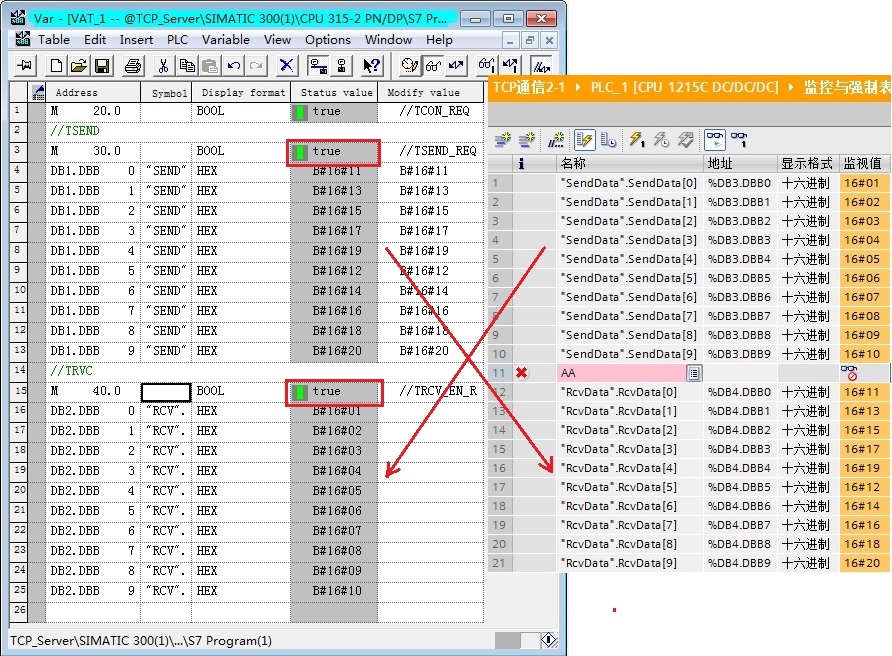 Var - [VAT_1 -- @TCP_Server\SIMATIC 300(1)\CPU 315-2 PN/DP\S7 Pr...
Table Edit Insert PLC Variable View Options Window Help
Address Symbol Display format Status value Modify value
1 M 20.0 BOOL true //TCON_REQ
2 //TSEND
3 M 30.0 BOOL true //TSEND_REQ
4 DB1.DBB 0 "SEND" HEX B#16#11 B#16#11
5 DB1.DBB 1 "SEND" HEX B#16#13 B#16#13
6 DB1.DBB 2 "SEND" HEX B#16#15 B#16#15
7 DB1.DBB 3 "SEND" HEX B#16#17 B#16#17
8 DB1.DBB 4 "SEND" HEX B#16#19 B#16#19
9 DB1.DBB 5 "SEND" HEX B#16#12 B#16#12
10 DB1.DBB 6 "SEND" HEX B#16#14 B#16#14
11 DB1.DBB 7 "SEND" HEX B#16#16 B#16#16
12 DB1.DBB 8 "SEND" HEX B#16#18 B#16#18
13 DB1.DBB 9 "SEND" HEX B#16#20 B#16#20
14 //TRVC
15 M 40.0 BOOL true //TRCV_EN_R
16 DB2.DBB 0 "RCV". HEX B#16#01
17 DB2.DBB 1 "RCV". HEX B#16#02
18 DB2.DBB 2 "RCV". HEX B#16#03
19 DB2.DBB 3 "RCV". HEX B#16#04
20 DB2.DBB 4 "RCV". HEX B#16#05
21 DB2.DBB 5 "RCV". HEX B#16#06
22 DB2.DBB 6 "RCV". HEX B#16#07
23 DB2.DBB 7 "RCV". HEX B#16#08
24 DB2.DBB 8 "RCV". HEX B#16#09
25 DB2.DBB 9 "RCV". HEX B#16#10
26
TCP_Server\SIMATIC 300(1)\...\S7 Program(1)
TCP通信2-1 PLC_1 [CPU 1215C DC/DC/DC] 监控与强制表
i 名称 地址 显示格式 监视值
1 "SendData".SendData[0] %DB3.DBB0 十六进制 16#01
2 "SendData".SendData[1] %DB3.DBB1 十六进制 16#02
3 "SendData".SendData[2] %DB3.DBB2 十六进制 16#03
4 "SendData".SendData[3] %DB3.DBB3 十六进制 16#04
5 "SendData".SendData[4] %DB3.DBB4 十六进制 16#05
6 "SendData".SendData[5] %DB3.DBB5 十六进制 16#06
7 "SendData".SendData[6] %DB3.DBB6 十六进制 16#07
8 "SendData".SendData[7] %DB3.DBB7 十六进制 16#08
9 "SendData".SendData[8] %DB3.DBB8 十六进制 16#09
10 "SendData".SendData[9] %DB3.DBB9 十六进制 16#10
11 AA
12 "RcvData".RcvData[0] %DB4.DBB0 十六进制 16#11
13 "RcvData".RcvData[1] %DB4.DBB1 十六进制 16#13
14 "RcvData".RcvData[2] %DB4.DBB2 十六进制 16#15
15 "RcvData".RcvData[3] %DB4.DBB3 十六进制 16#17
16 "RcvData".RcvData[4] %DB4.DBB4 十六进制 16#19
17 "RcvData".RcvData[5] %DB4.DBB5 十六进制 16#12
18 "RcvData".RcvData[6] %DB4.DBB6 十六进制 16#14
19 "RcvData".RcvData[7] %DB4.DBB7 十六进制 16#16
20 "RcvData".RcvData[8] %DB4.DBB8 十六进制 16#18
21 "RcvData".RcvData[9] %DB4.DBB9 十六进制 16#20